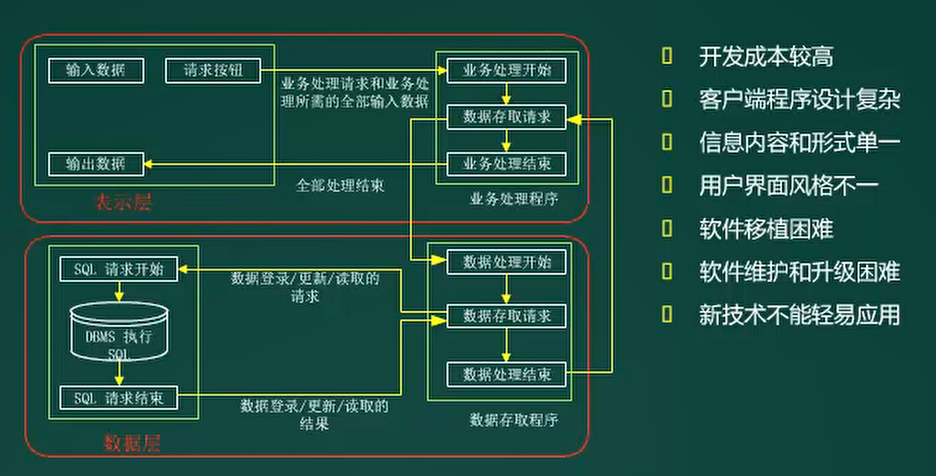 输入数据
请求按钮
业务处理请求和业务处
理所需的全部输入数据
业务处理开始
数据存取请求
业务处理结束
输出数据
全部处理结束
业务处理程序
表示层
SQL 请求开始
DBMS 执行
SQL
SQL 请求结束
数据登录/更新/读取的
请求
数据登录/更新/读取的
结果
数据处理开始
数据存取请求
数据处理结束
数据存取程序
数据层
开发成本较高
客户端程序设计复杂
信息内容和形式单一
用户界面风格不一
软件移植困难
软件维护和升级困难
新技术不能轻易应用